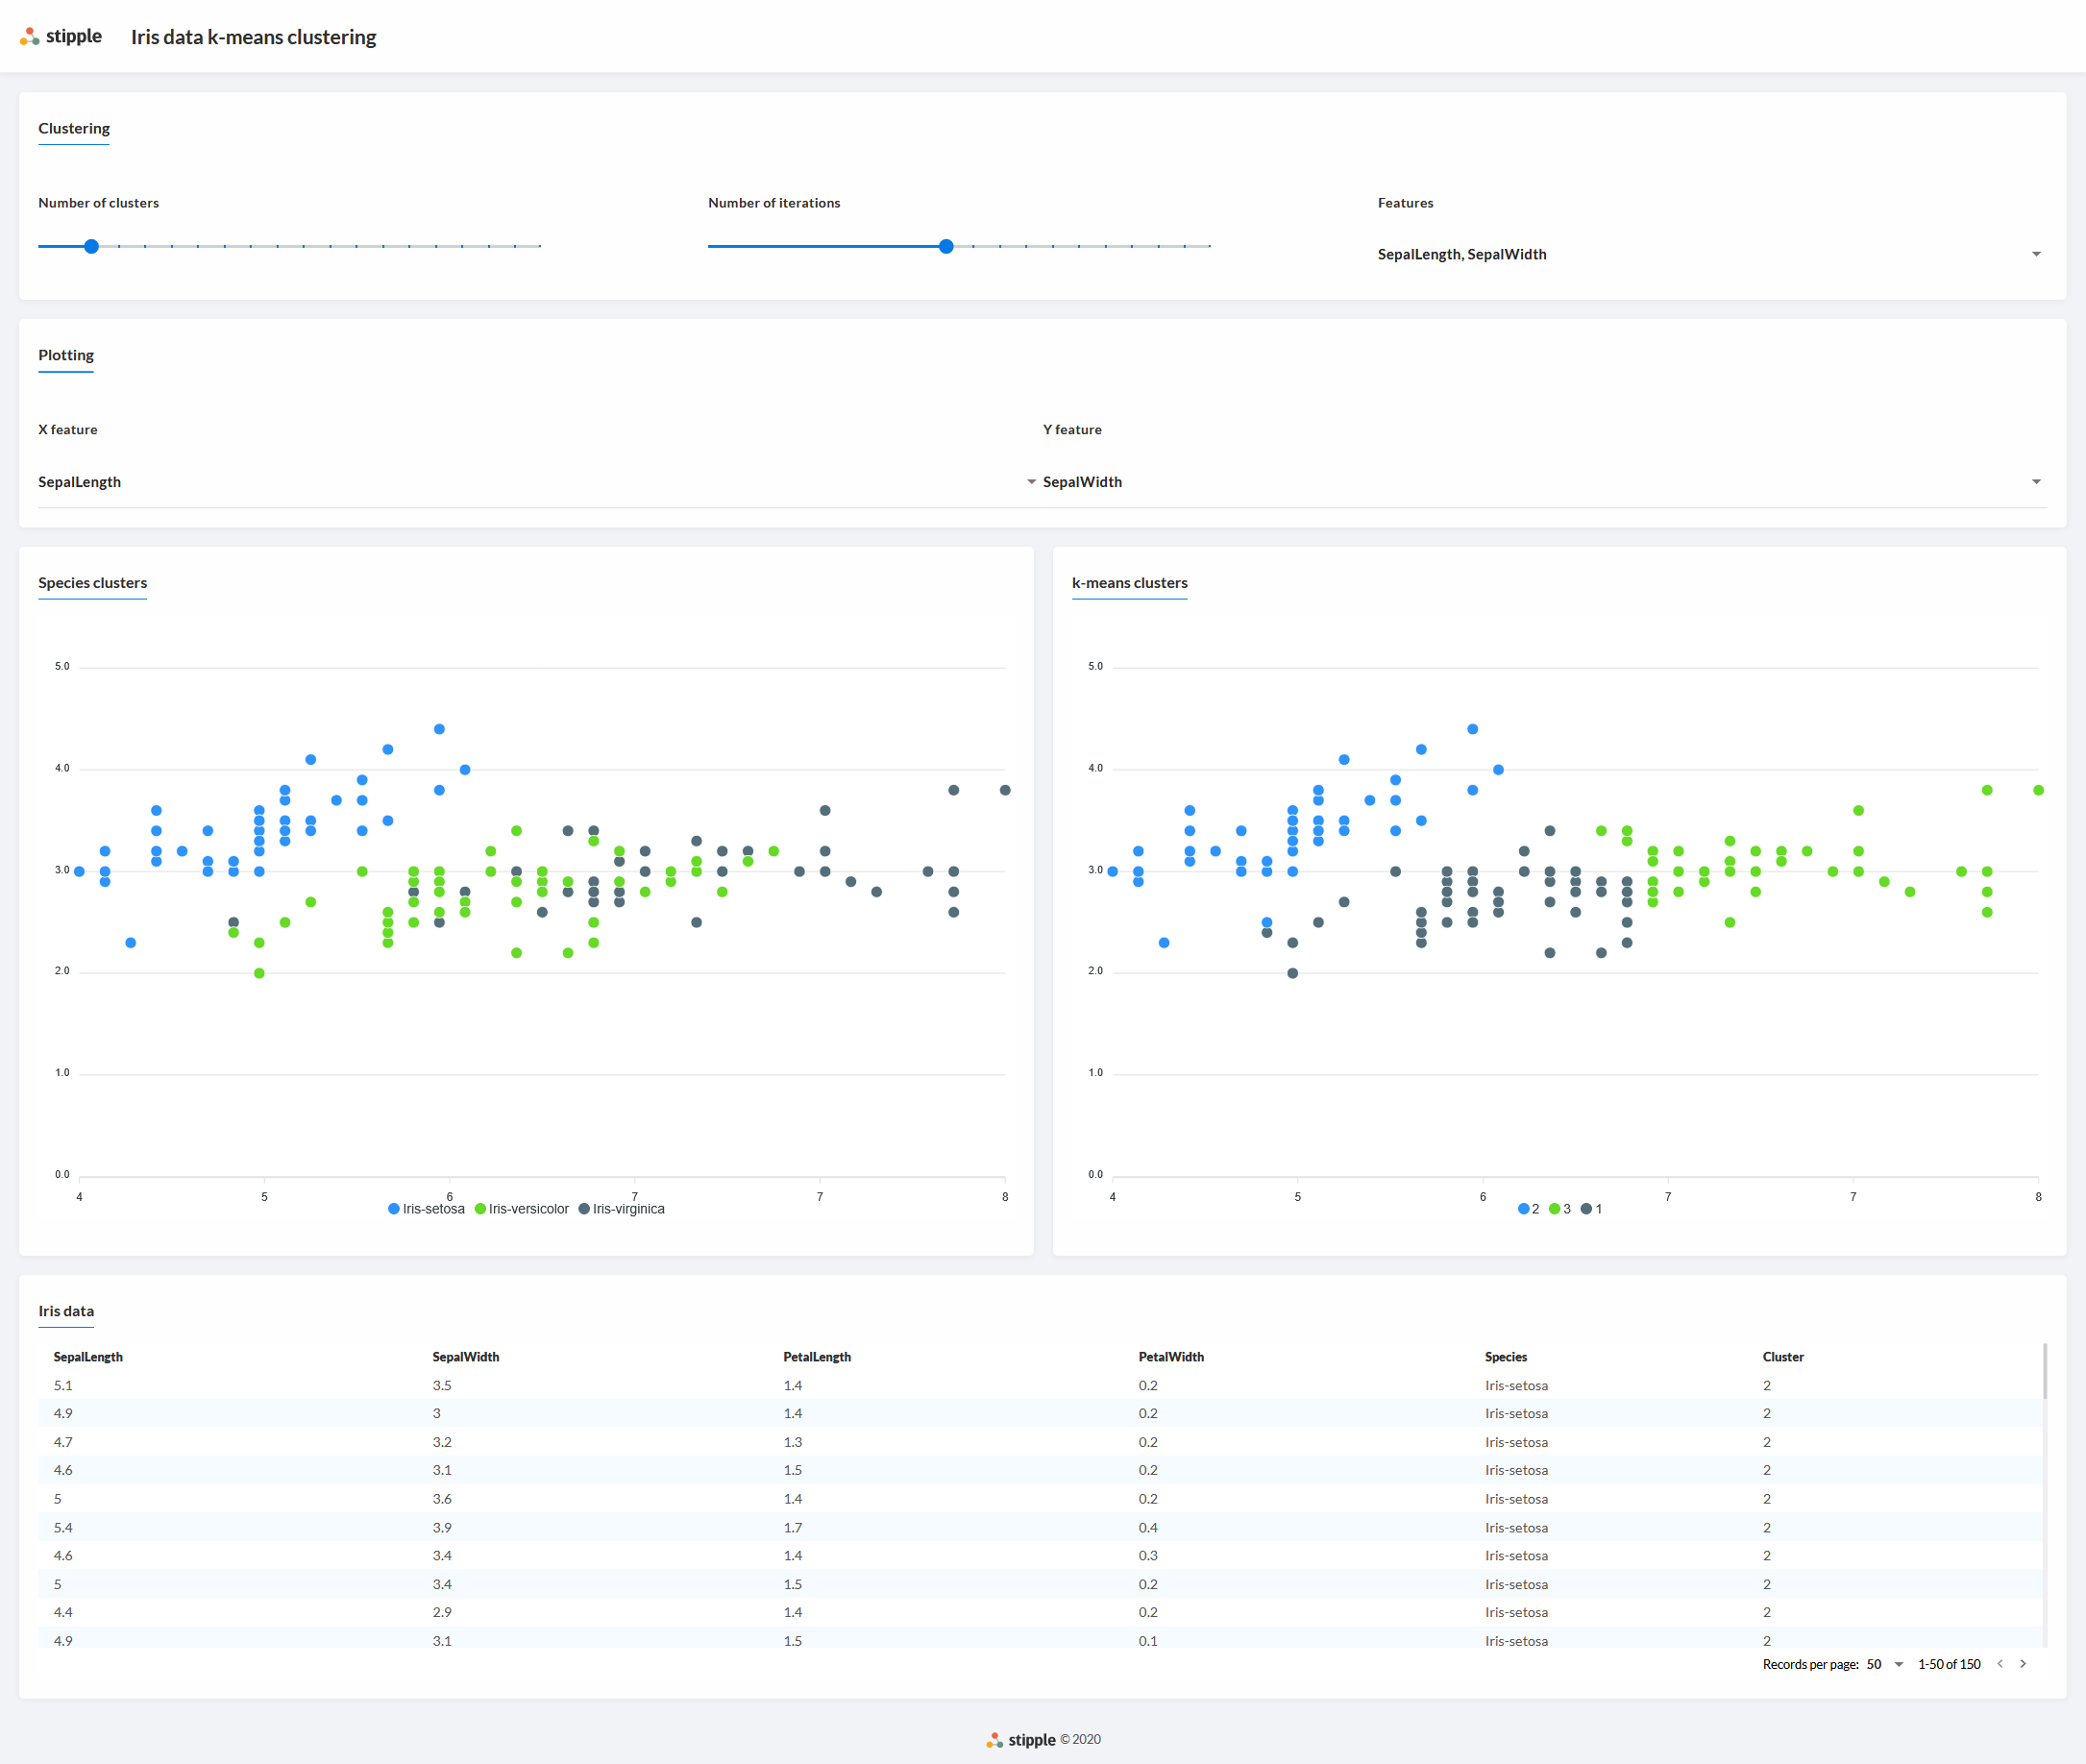 stipple Iris data k-means clustering
Clustering
Number of clusters Number of iterations Features
SepalLength, SepalWidth
Plotting
X feature Y feature
SepalLength SepalWidth
Species clusters
5.0
4.0
3.0
2.0
1.0
0.0
4 5 6 7 7 8
Iris-setosa Iris-versicolor Iris-virginica
k-means clusters
5.0
4.0
3.0
2.0
1.0
0.0
4 5 6 7 7 8
2 3 1
Iris data
SepalLength SepalWidth PetalLength PetalWidth Species Cluster
5.1 3.5 1.4 0.2 Iris-setosa 2
4.9 3 1.4 0.2 Iris-setosa 2
4.7 3.2 1.3 0.2 Iris-setosa 2
4.6 3.1 1.5 0.2 Iris-setosa 2
5 3.6 1.4 0.2 Iris-setosa 2
5.4 3.9 1.7 0.4 Iris-setosa 2
4.6 3.4 1.4 0.3 Iris-setosa 2
5 3.4 1.5 0.2 Iris-setosa 2
4.4 2.9 1.4 0.2 Iris-setosa 2
4.9 3.1 1.5 0.1 Iris-setosa 2
Records per page: 50 1-50 of 150
stipple © 2020